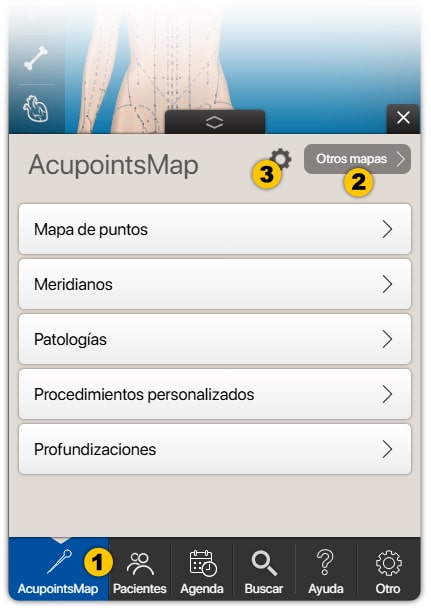 AcupointsMap
3
Otros mapas
2
Mapa de puntos
Meridianos
Patologías
Procedimientos personalizados
Profundizaciones
1
AcupointsMap
Pacientes
Agenda
Buscar
Ayuda
Otro